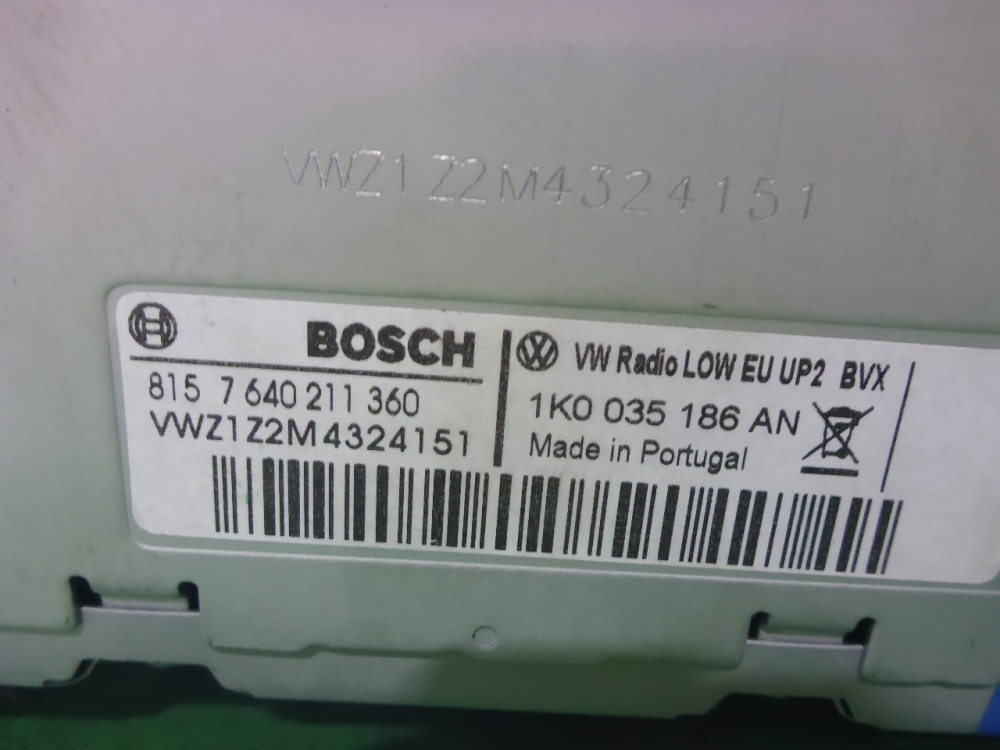 VWZ1Z2M4324151
BOSCH
815 7 640 211 360
VWZ1Z2M4324151
VW Radio LOW EU UP2 BVX
1K0 035 186 AN
Made in Portugal